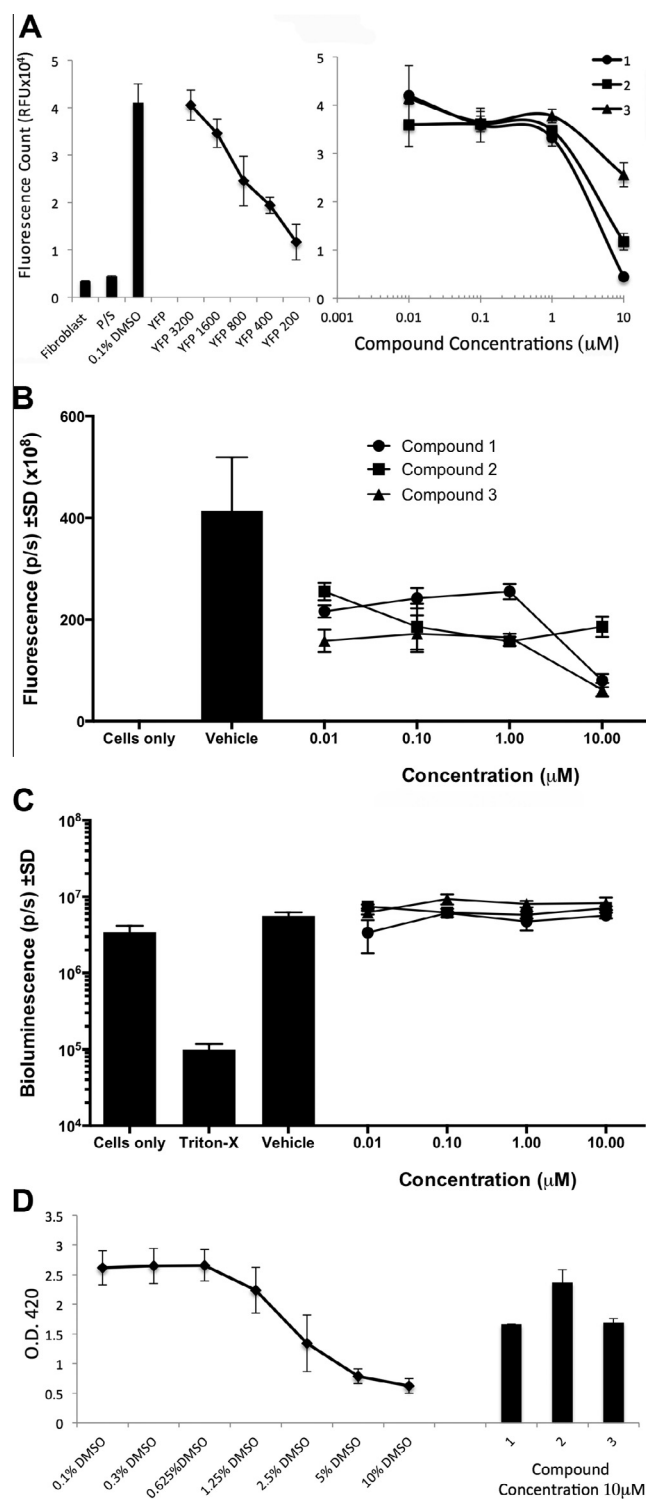 A
Fluorescence Count (RFUx10⁴)
5
4
3
2
1
0
Fibroblast
P/S
0.1% DMSO
YFP
YFP 3200
YFP 1600
YFP 800
YFP 400
YFP 200
5
4
3
2
1
0
0.001 0.01 0.1 1 10
Compound Concentrations (μM)
1
2
3
B
Fluorescence (p/s) ±SD (x10⁸)
600
400
200
0
Cells only Vehicle 0.01 0.10 1.00 10.00
Concentration (μM)
Compound 1
Compound 2
Compound 3
C
Bioluminescence (p/s) ±SD
10⁸
10⁷
10⁶
10⁵
10⁴
Cells only Triton-X Vehicle 0.01 0.10 1.00 10.00
Concentration (μM)
D
O.D. 420
3.5
3
2.5
2
1.5
1
0.5
0
0.1% DMSO
0.3% DMSO
0.625%DMSO
1.25% DMSO
2.5% DMSO
5% DMSO
10% DMSO
1
2
3
Compound
Concentration 10μM